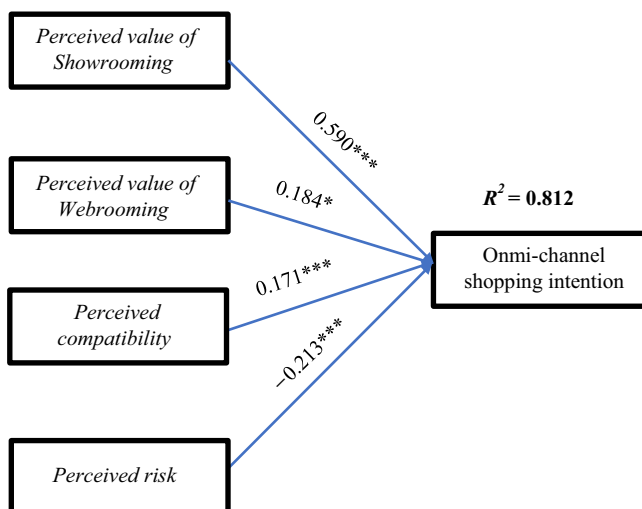 Perceived value of
Showrooming
0.590***
Perceived value of
Webrooming
0.184*
R² = 0.812
Onmi-channel
shopping intention
0.171***
Perceived
compatibility
−0.213***
Perceived risk